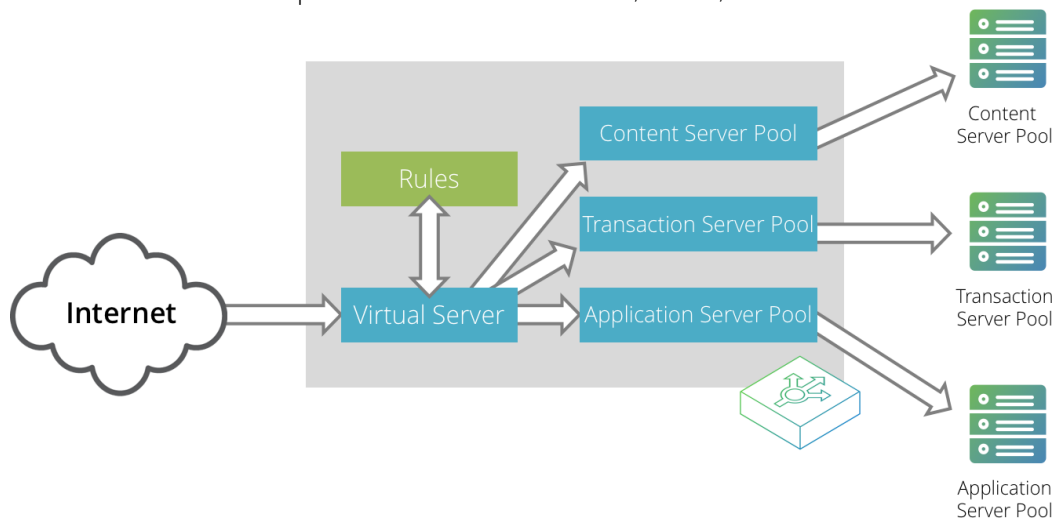 Content Server Pool
Rules
Transaction Server Pool
Internet
Virtual Server
Application Server Pool
Content
Server Pool
Transaction
Server Pool
Application
Server Pool